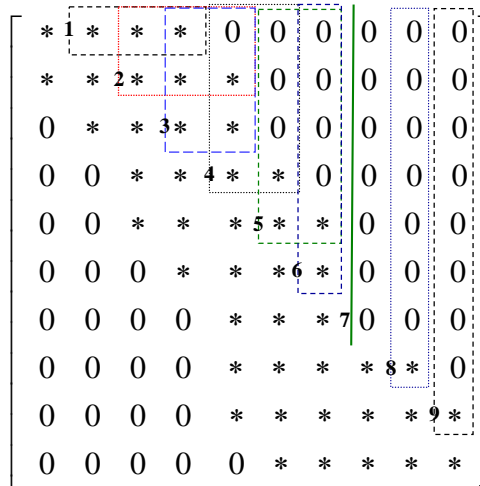 * 1 * * * 0 0 0 0 0 0
* * 2 * * * 0 0 0 0 0
0 * * 3 * * 0 0 0 0 0
0 0 * * 4 * * 0 0 0 0
0 0 * * * 5 * * 0 0 0
0 0 0 * * * 6 * 0 0 0
0 0 0 0 * * * 7 0 0 0
0 0 0 0 * * * * 8 * 0
0 0 0 0 * * * * * 9 *
0 0 0 0 0 * * * * *